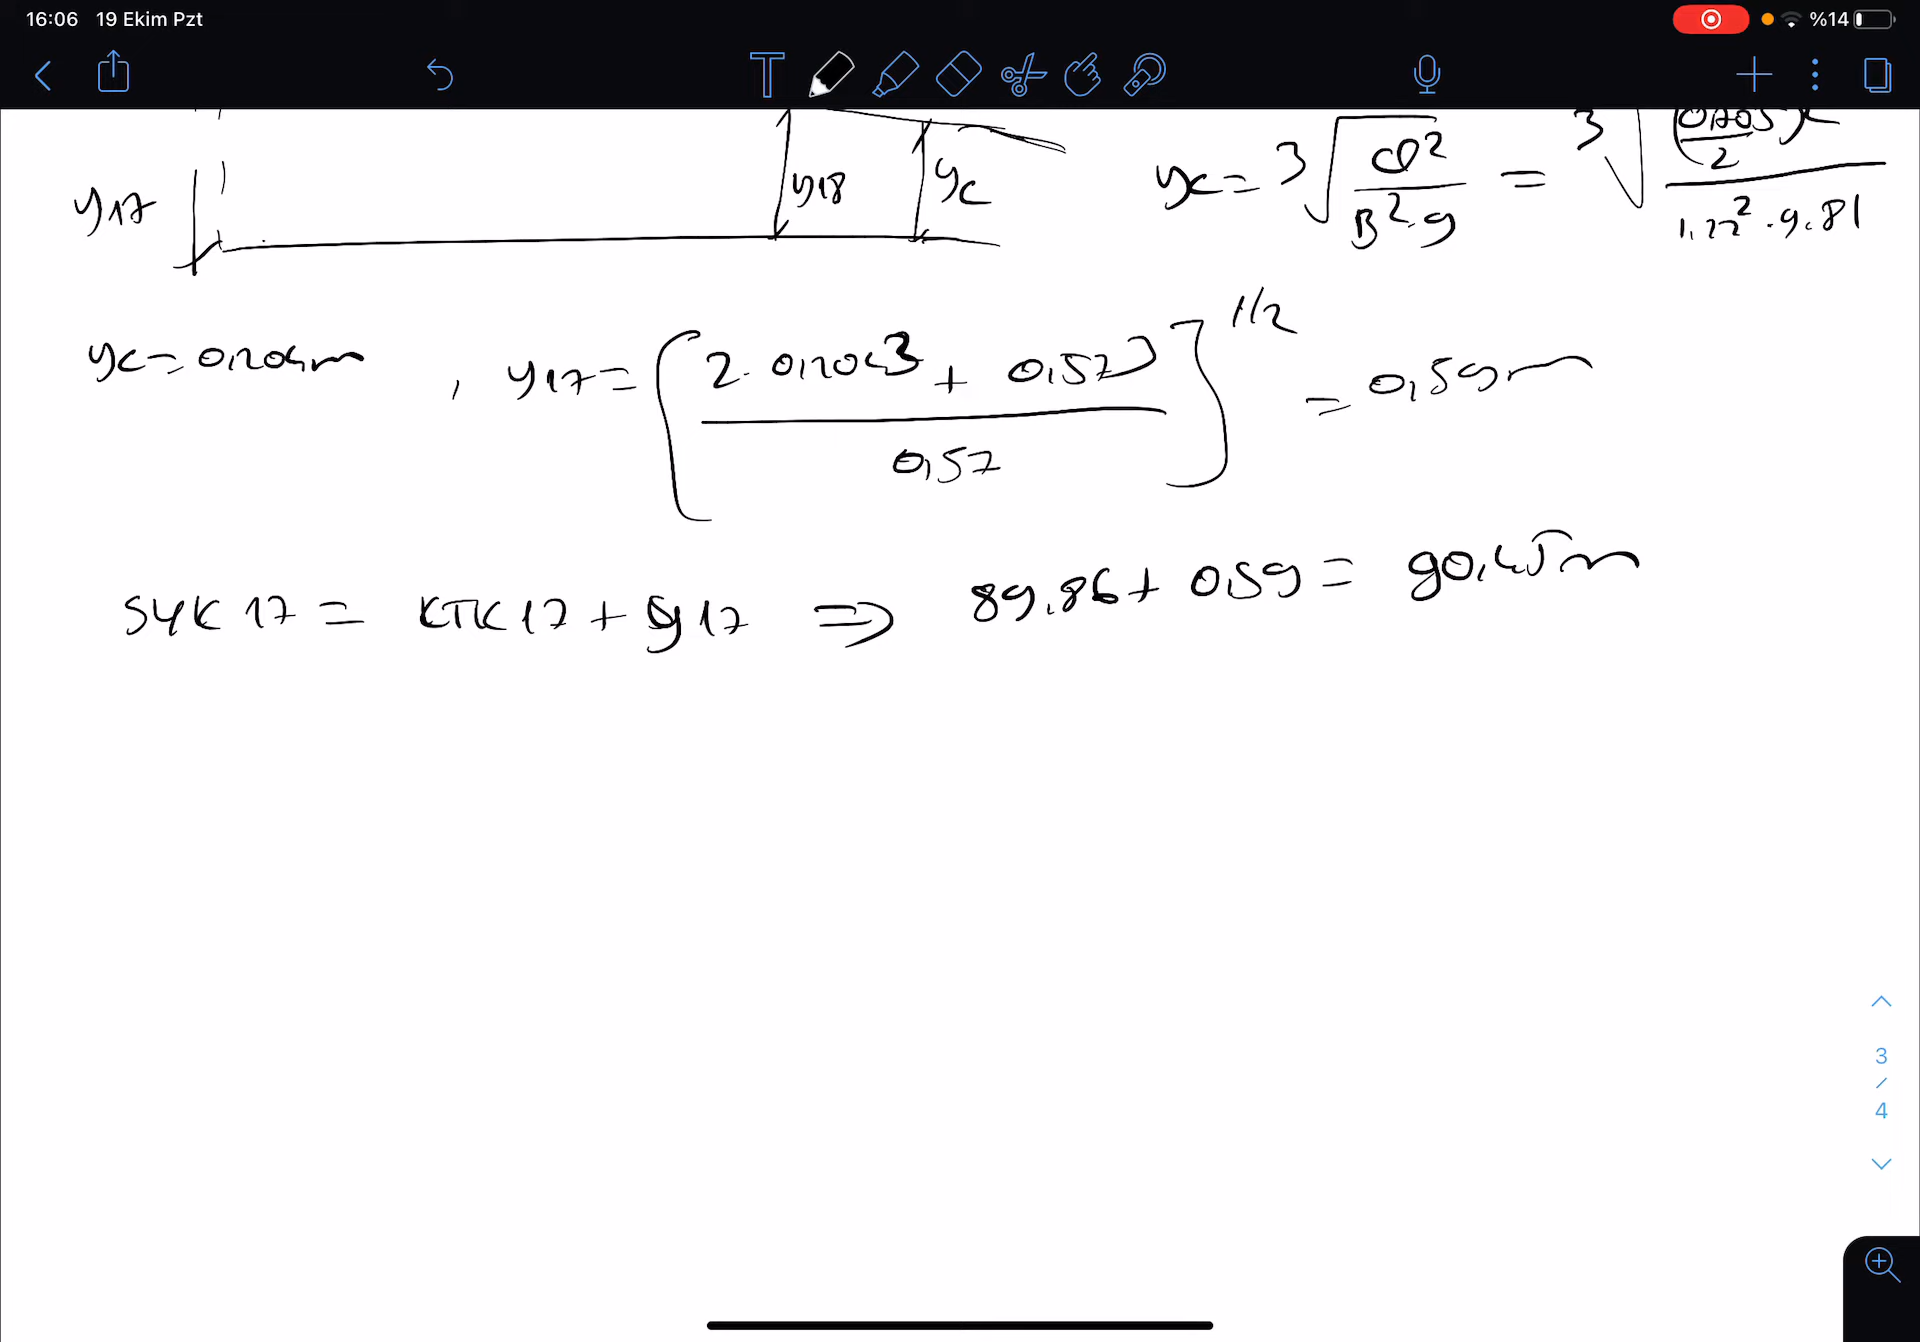 16:06 19 Ekim Pzt %14
y17 y18 yc yc = ∛(Q²/B².g) = ∛((0,205/2)²/1,22².9.81)
yc = 0,204m , y17 = [(2.0,204³ + 0,57³)/0,57]^1/2 = 0,59m
SYK 17 = KTK 17 + y17 ⇒ 89.86 + 0,59 = 90,45m
3
/
4